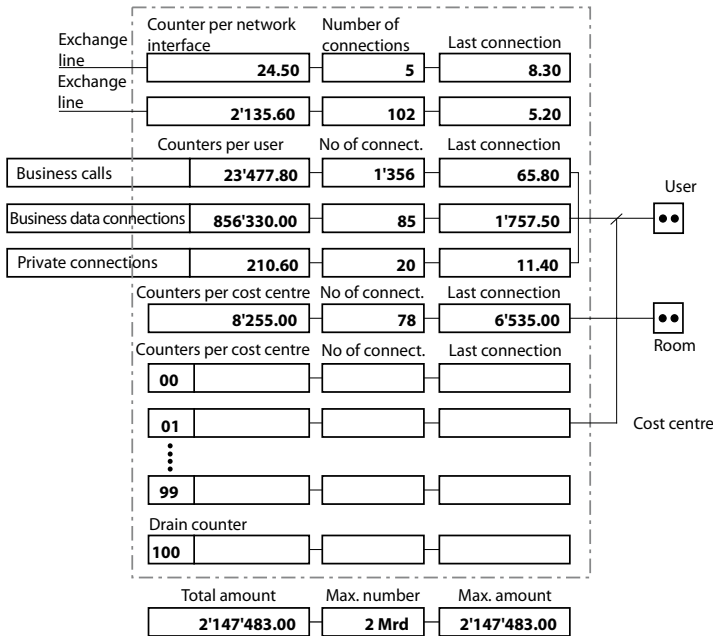 Counter per network interface Number of connections Last connection
Exchange line 24.50 5 8.30
Exchange line 2'135.60 102 5.20
Counters per user No of connect. Last connection
Business calls 23'477.80 1'356 65.80
User
Business data connections 856'330.00 85 1'757.50
Private connections 210.60 20 11.40
Counters per cost centre No of connect. Last connection
8'255.00 78 6'535.00
Room
Counters per cost centre No of connect. Last connection
00
01 Cost centre
99
Drain counter
100
Total amount Max. number Max. amount
2'147'483.00 2 Mrd 2'147'483.00